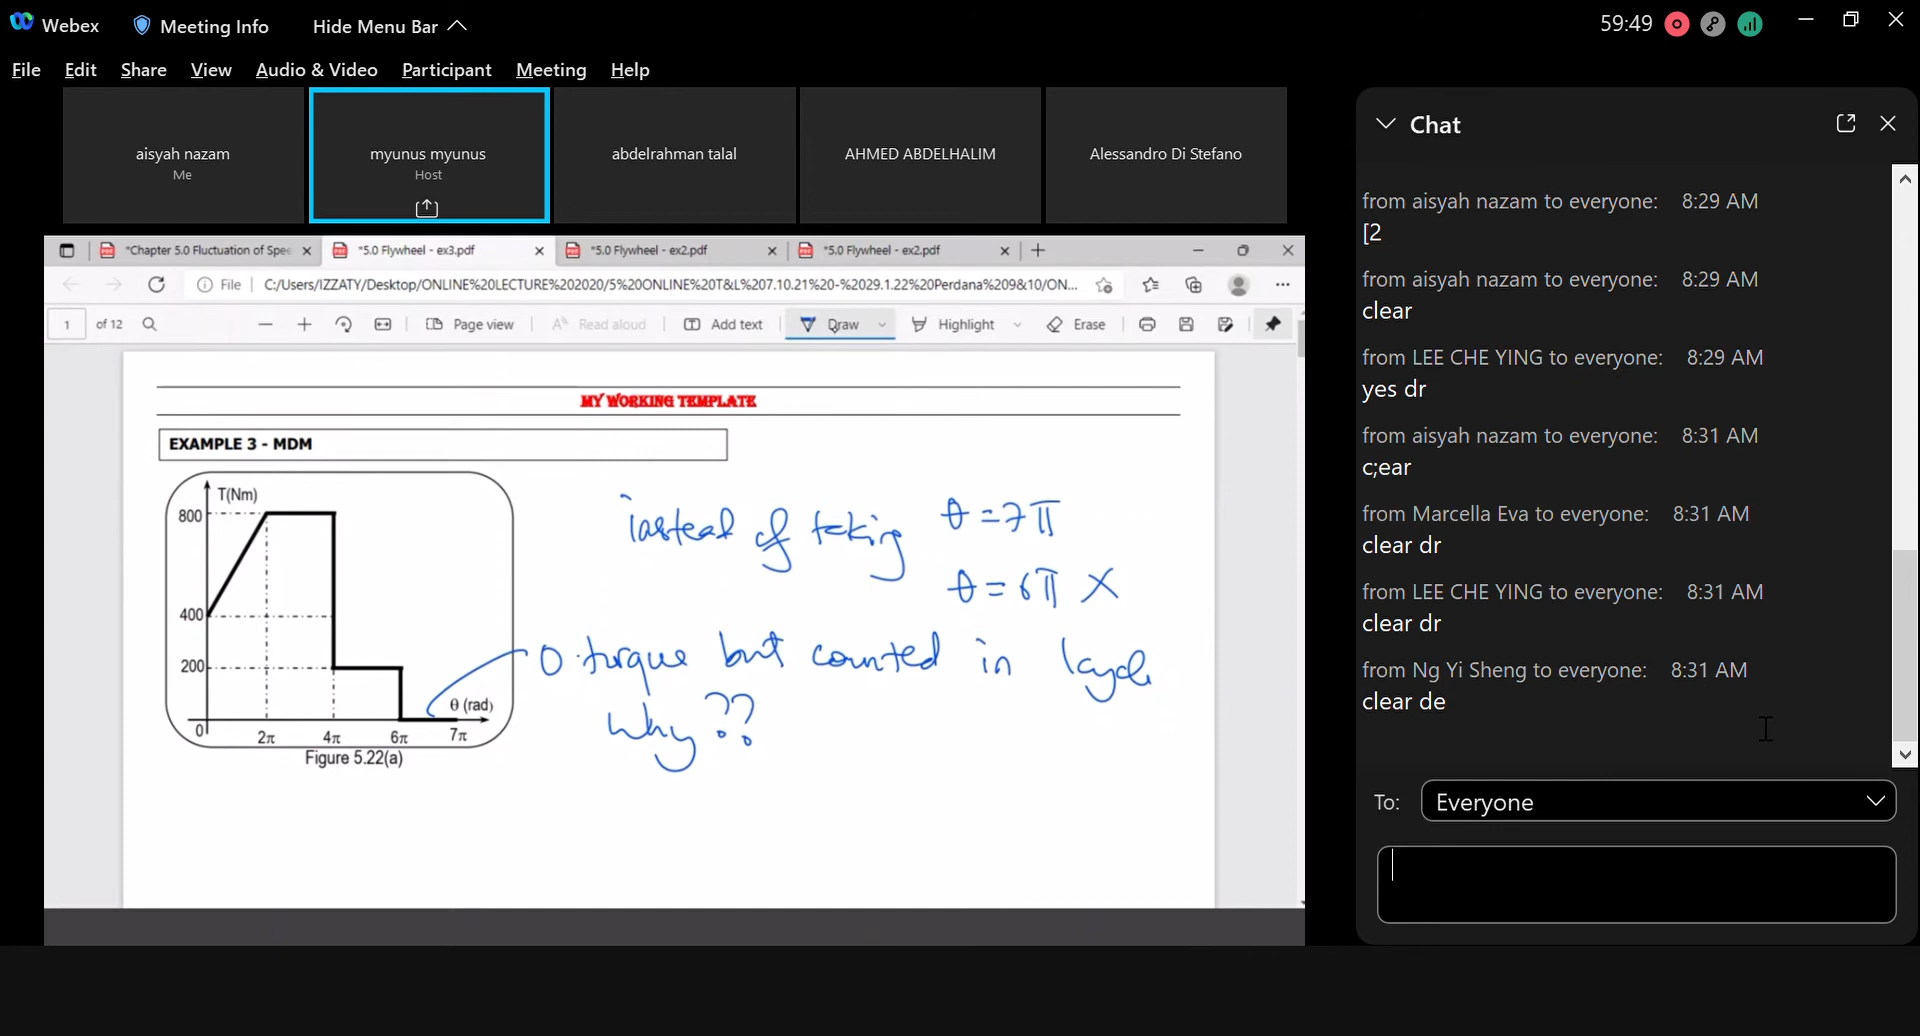 Webex Meeting Info Hide Menu Bar 59:49
File Edit Share View Audio & Video Participant Meeting Help
aisyah nazam
Me
myunus myunus
Host
abdelrahman talal
AHMED ABDELHALIM
Alessandro Di Stefano
*Chapter 5.0 Fluctuation of Spee *5.0 Flywheel - ex3.pdf *5.0 Flywheel - ex2.pdf *5.0 Flywheel - ex2.pdf
File C:/Users/IZZATY/Desktop/ONLINE%20LECTURE%202020/5%20ONLINE%20T&L%207.10.21%20-%2029.1.22%20Perdana%209&10/ON...
1 of 12 Page view Read aloud Add text Draw Highlight Erase
MY WORKING TEMPLATE
EXAMPLE 3 - MDM
T(Nm)
800
400
200
0
θ (rad)
2π 4π 6π 7π
Figure 5.22(a)
instead of taking θ = 7π
θ = 6π X
0 torque but counted in 1cycle
why ??
Chat
from aisyah nazam to everyone: 8:29 AM
[2
from aisyah nazam to everyone: 8:29 AM
clear
from LEE CHE YING to everyone: 8:29 AM
yes dr
from aisyah nazam to everyone: 8:31 AM
c;ear
from Marcella Eva to everyone: 8:31 AM
clear dr
from LEE CHE YING to everyone: 8:31 AM
clear dr
from Ng Yi Sheng to everyone: 8:31 AM
clear de
To: Everyone